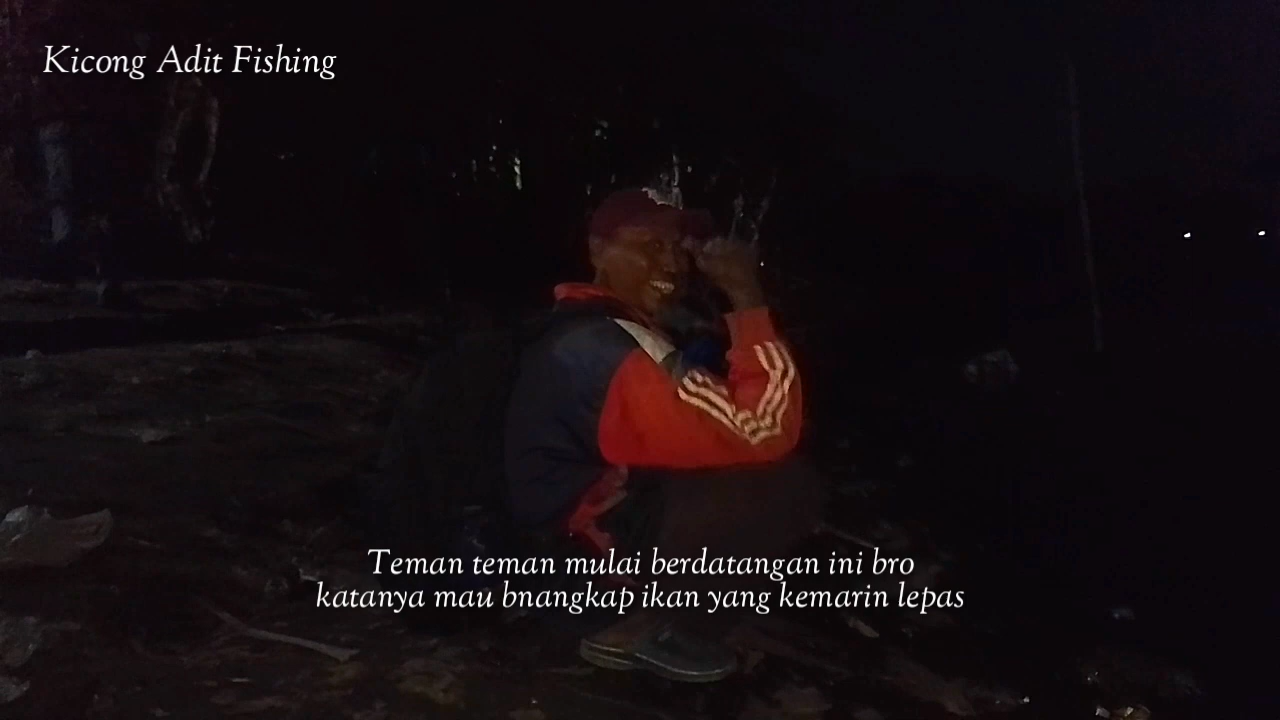 Kicong Adit Fishing
Teman teman mulai berdatangan ini bro
katanya mau bnangkap ikan yang kemarin lepas